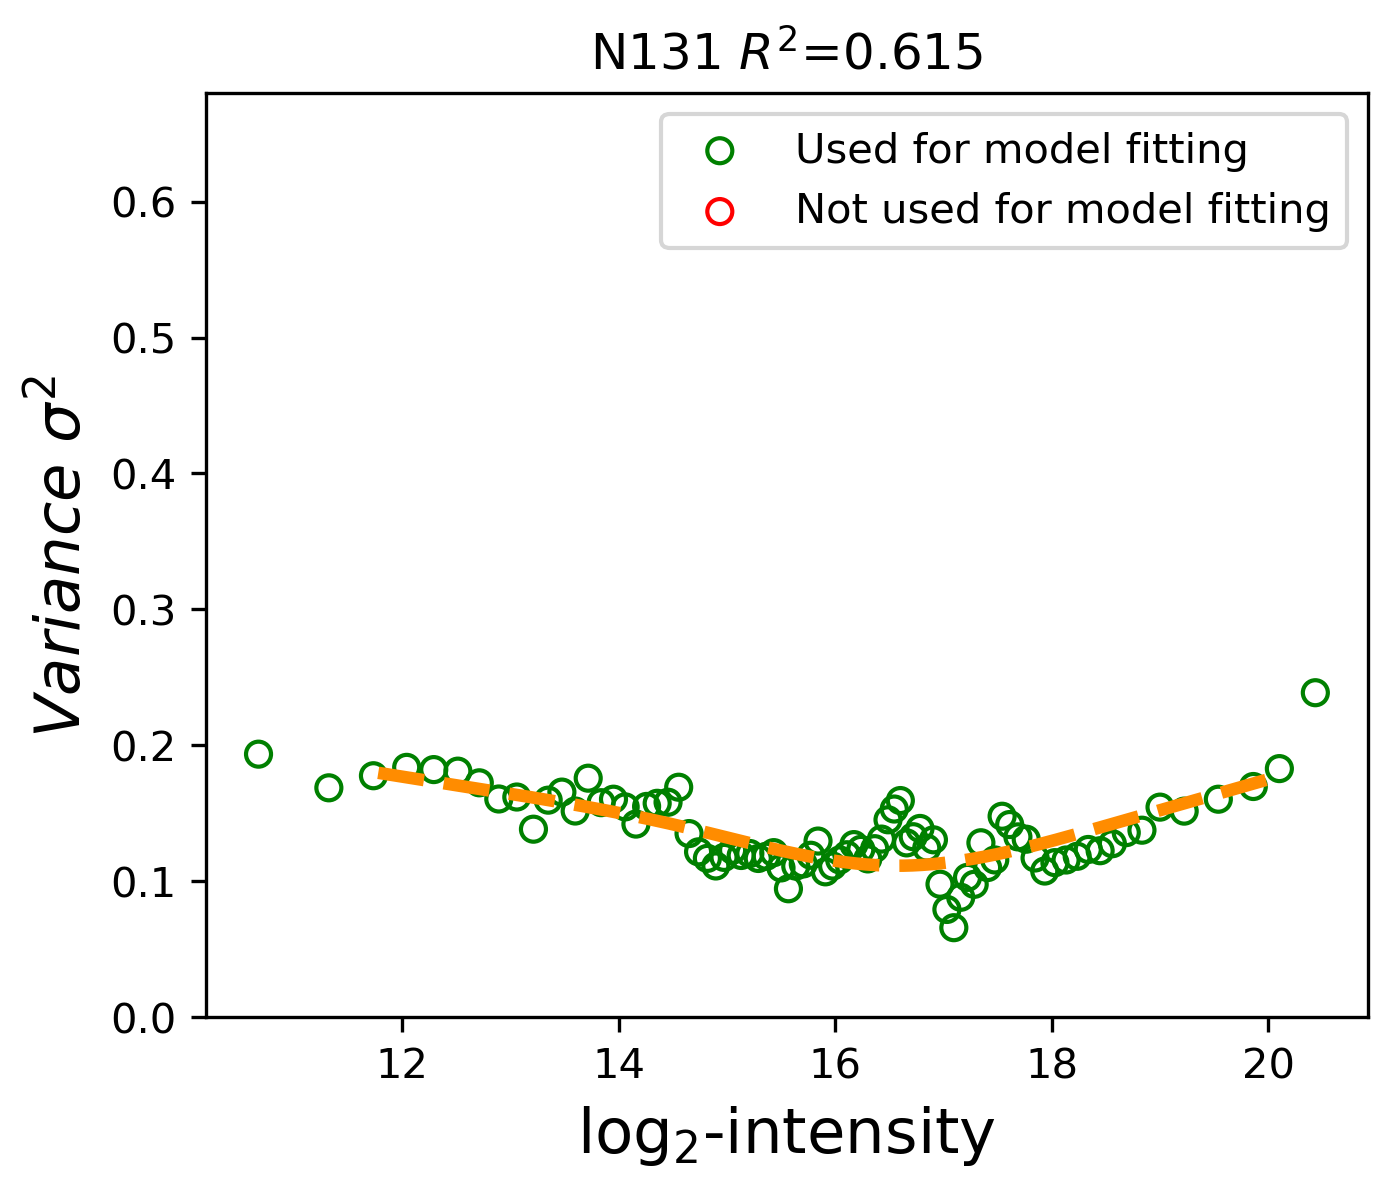 N131 R²=0.615
Used for model fitting
Not used for model fitting
Variance σ²
0.6
0.5
0.4
0.3
0.2
0.1
0.0
12 14 16 18 20
log₂-intensity